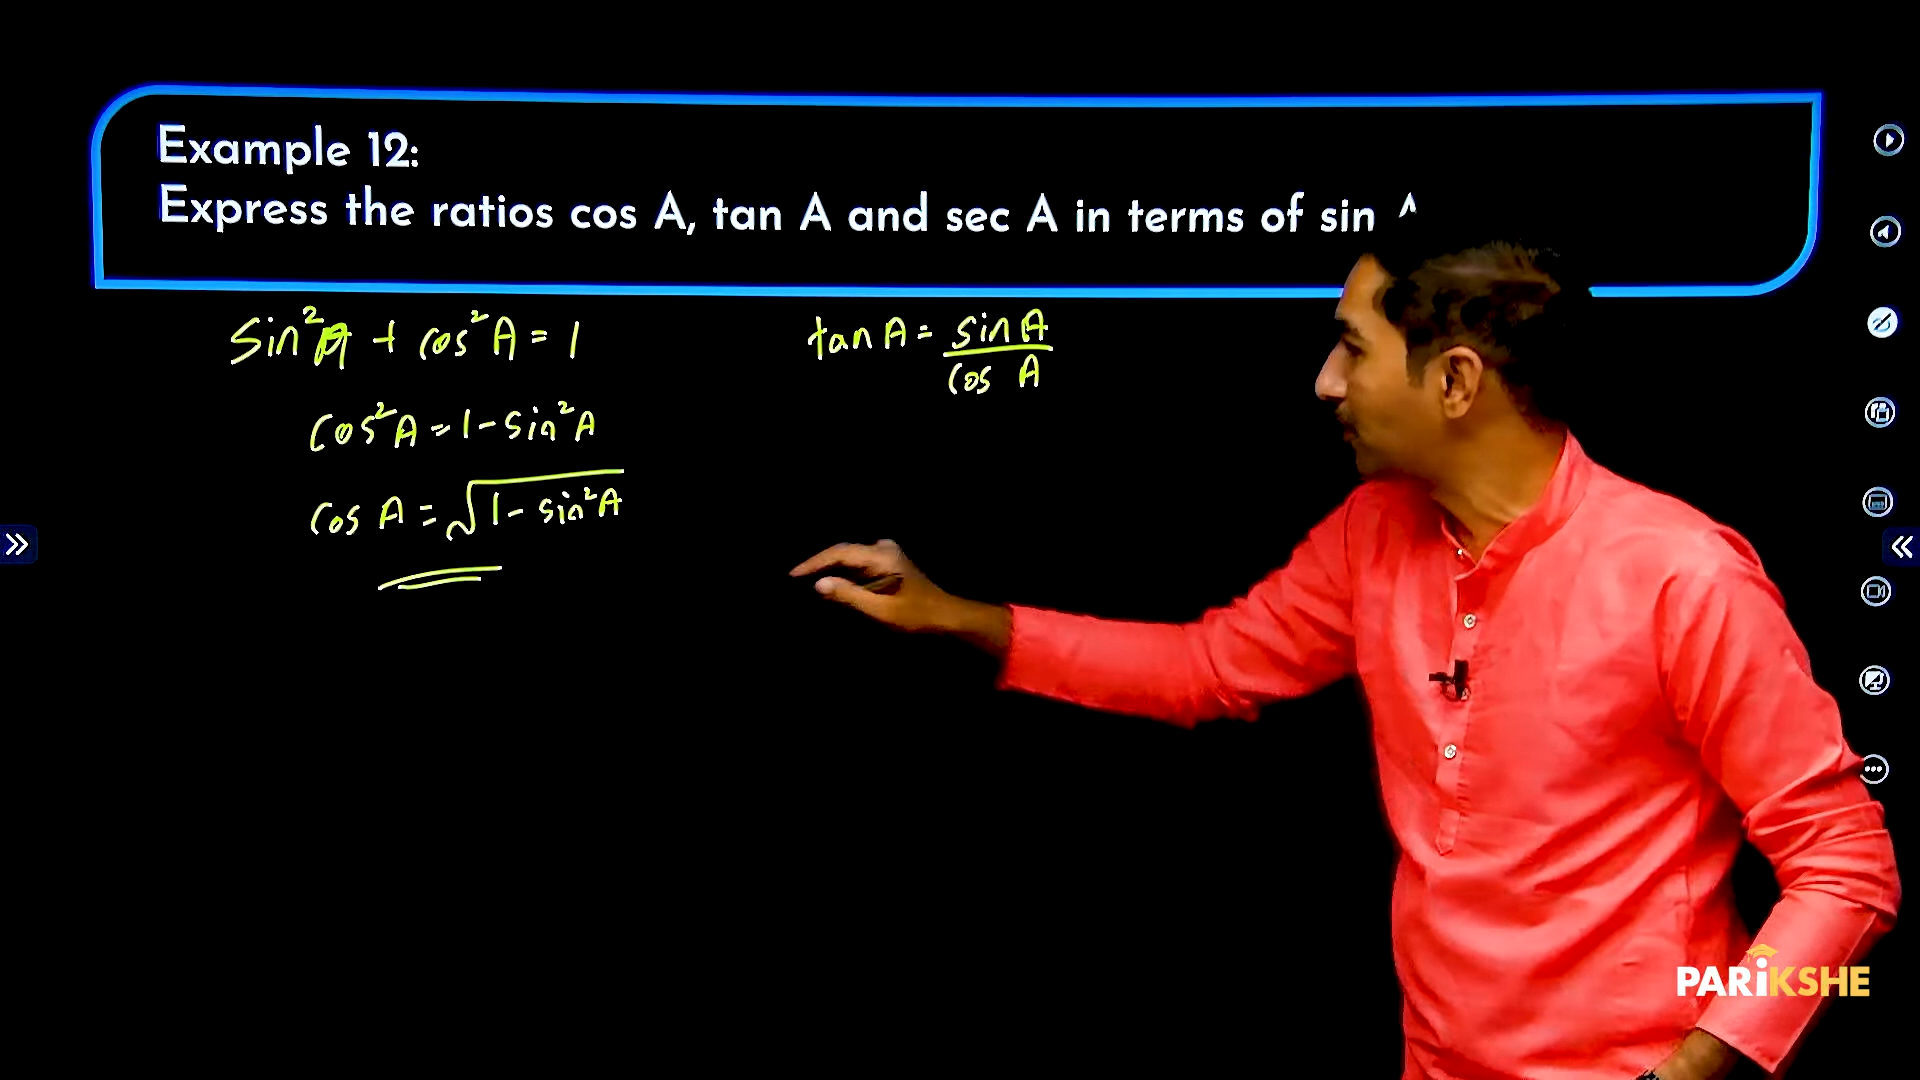 Example 12:
Express the ratios cos A, tan A and sec A in terms of sin
sin²A + cos²A = 1
cos²A = 1 - sin²A
cos A = √1 - sin²A
tan A = sin A
cos A
PARiKSHE